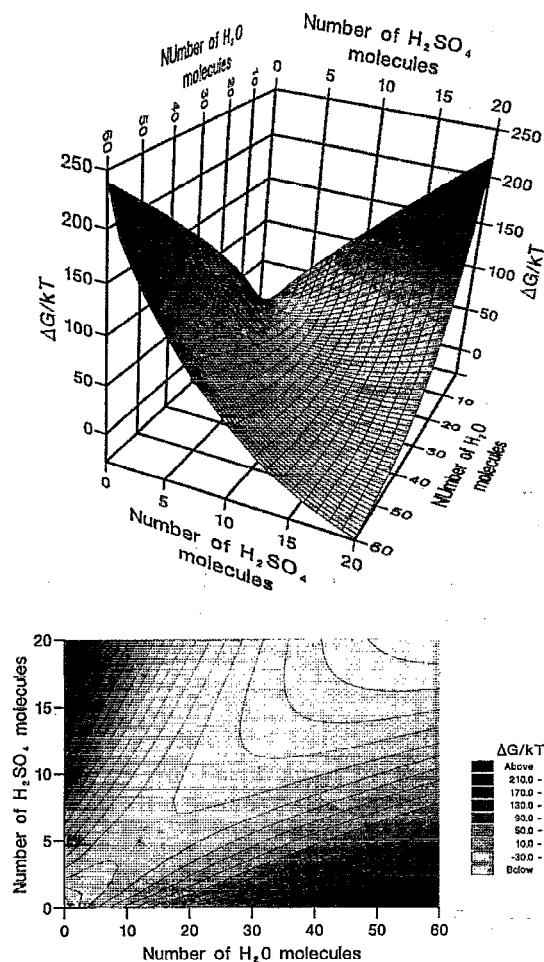 Number of H2SO4
molecules
NUmber of H2O
molecules
0 5 10 15 20
60 50 40 30 20 10
250
200
150
100
50
0
ΔG/kT
250
200
150
100
50
0
ΔG/kT
10
20
30
40
50
60
NUmber of H2O
molecules
0 5 10 15 20
Number of H2SO4
molecules
20
15
10
5
0
Number of H2SO4 molecules
0 10 20 30 40 50 60
Number of H2O molecules
ΔG/kT
Above
210.0 -
170.0 -
130.0 -
90.0 -
50.0 -
10.0 -
-30.0 -
Below